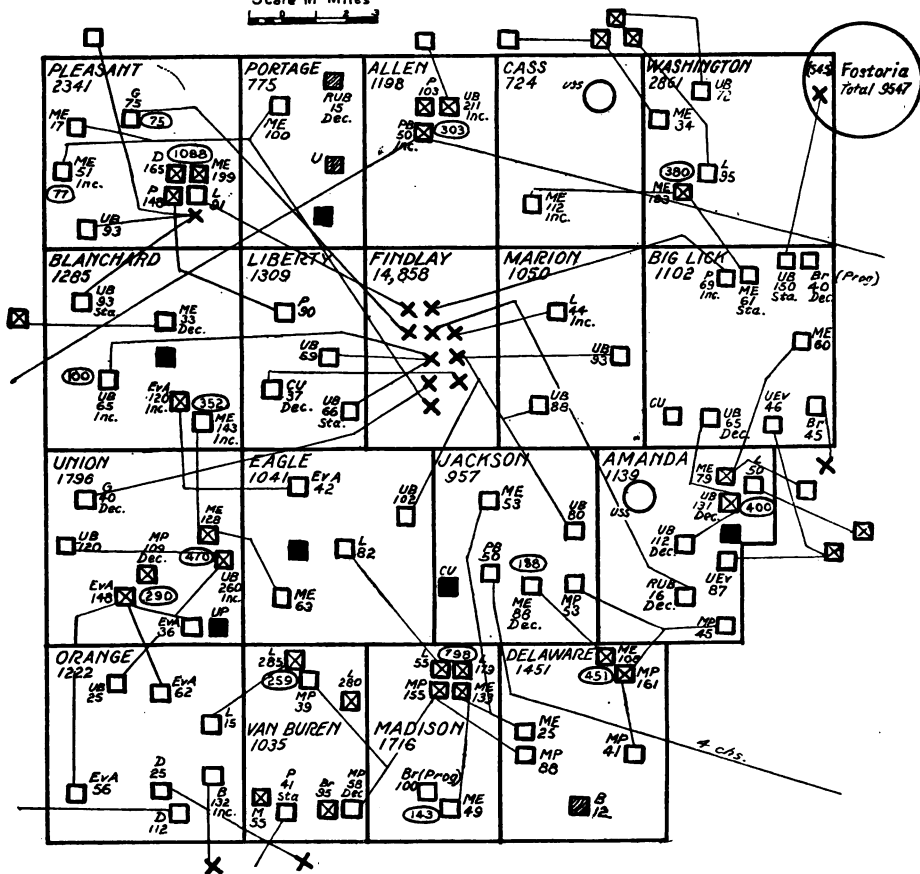 Scale in Miles
1 0 1 2 3
PLEASANT
2341
G
75
75
ME
17
ME
51
Inc.
77
D
165
1088
ME
199
P
148
L
91
UB
93
PORTAGE
775
RUB
15
Dec.
ME
100
U
ALLEN
1198
P
103
UB
211
Inc.
PB
50
Inc.
303
CASS
724
USS
ME
112
Inc.
WASHINGTON
2861
UB
ME
34
L
95
380
ME
183
(545)
Fostoria
Total 9547
BLANCHARD
1285
UB
93
Sta.
ME
33
Dec.
100
UB
65
Inc.
EvA
120
Inc.
352
ME
143
Inc.
LIBERTY
1309
P
90
UB
69
CU
37
Dec.
UB
66
Sta.
FINDLAY
14,858
MARION
1050
L
44
Inc.
UB
93
UB
88
BIG LICK
1102
P
69
Inc.
ME
61
Sta.
UB
150
Sta.
Br
40
Dec.
(Prog)
ME
60
CU
UB
65
Dec.
UEv
46
Br
45
UNION
1796
G
40
Dec.
UB
120
ME
128
MP
109
Dec.
470
UB
260
Inc.
EvA
148
290
EvA
36
UP
EAGLE
1041
EvA
42
UB
102
L
82
ME
63
JACKSON
957
ME
53
UB
80
PB
50
188
CU
ME
88
Dec.
MP
53
AMANDA
1139
USS
ME
79
L
50
UB
131
Dec.
400
UB
112
Dec.
UEv
87
RUB
16
Dec.
MP
45
ORANGE
1222
UB
25
EvA
62
L
15
EvA
56
D
25
B
132
Inc.
D
112
L
285
259
MP
39
L
280
VAN BUREN
1035
P
41
Sta
M
55
Br
95
MP
58
Dec
L
55
798
L
179
MP
155
ME
133
MADISON
1716
Br(Prog)
100
143
ME
49
DELAWARE
1451
ME
108
451
MP
161
ME
25
MP
88
MP
41
B
12
4 chs.